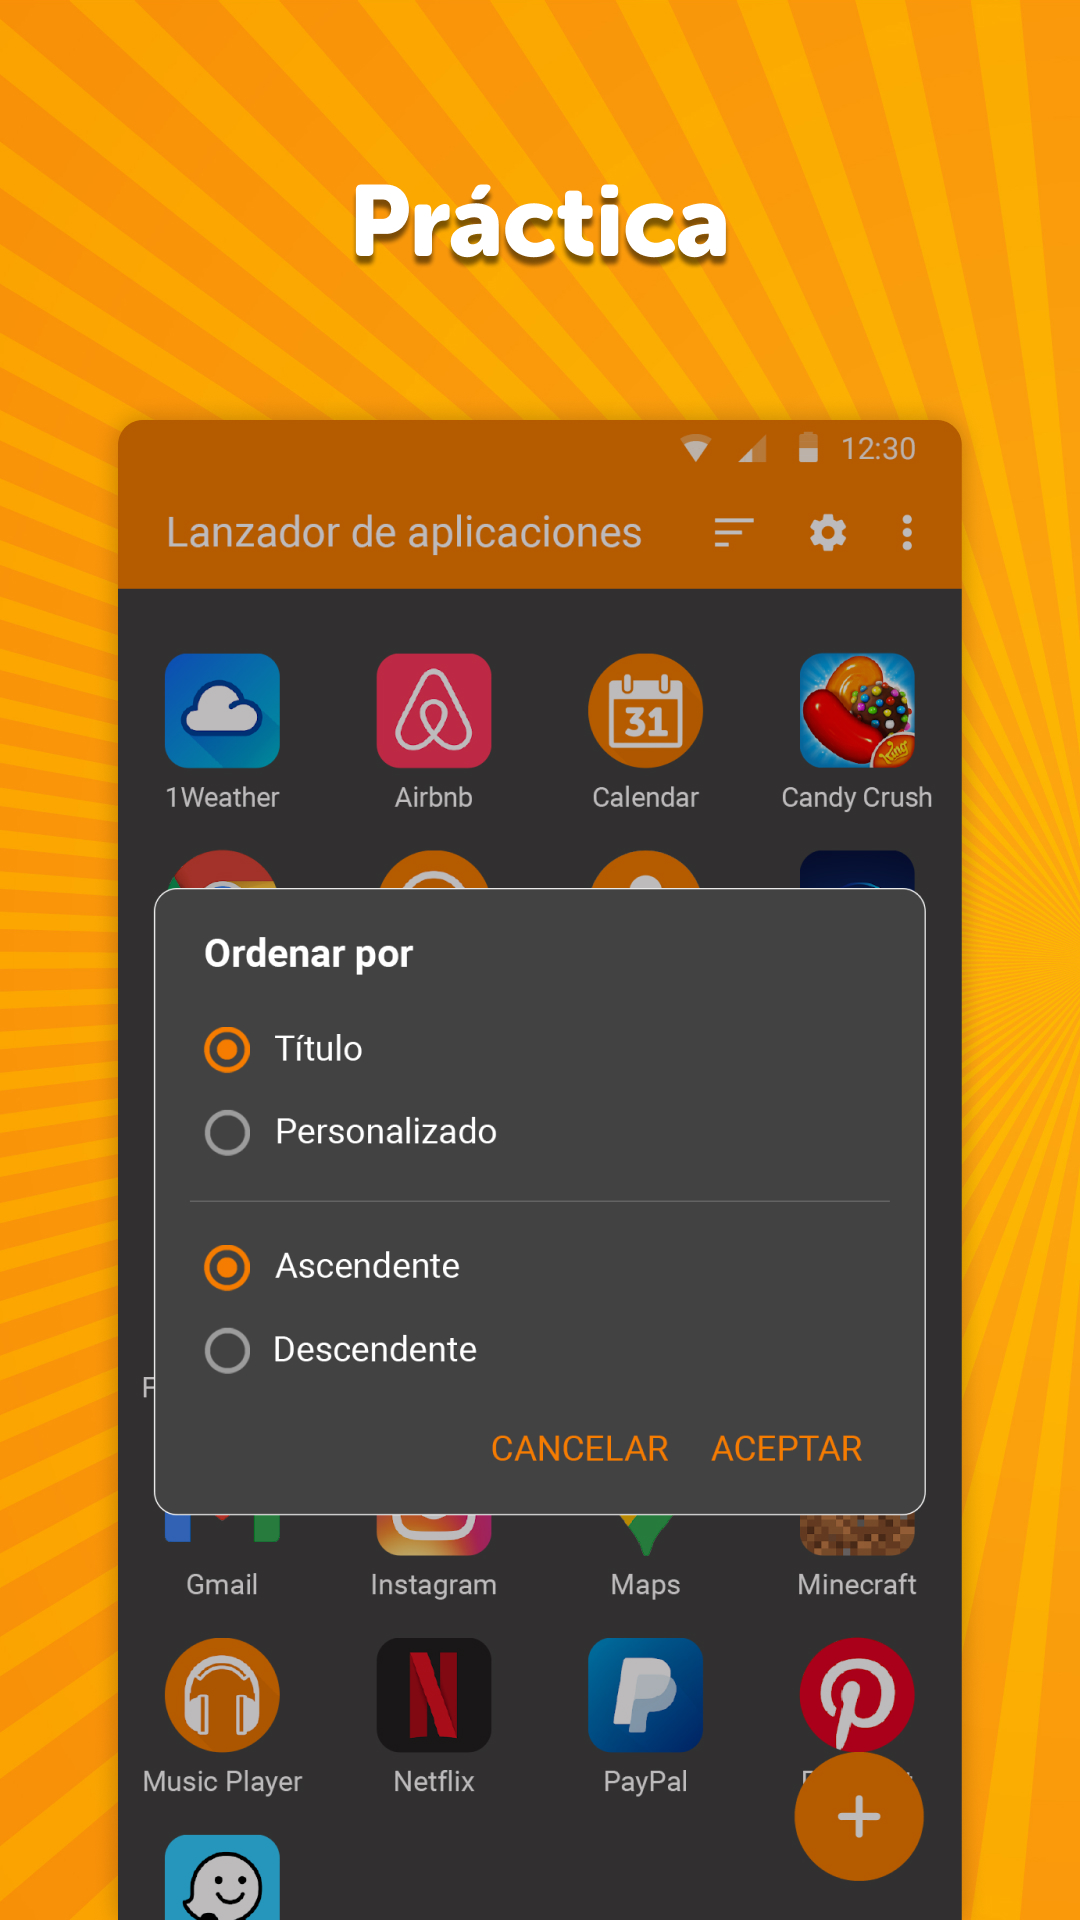 Práctica
12:30
Lanzador de aplicaciones
31
King
1Weather
Airbnb
Calendar
Candy Crush
Ordenar por
Título
Personalizado
Ascendente
Descendente
F
CANCELAR
ACEPTAR
Gmail
Instagram
Maps
Minecraft
Music Player
Netflix
PayPal